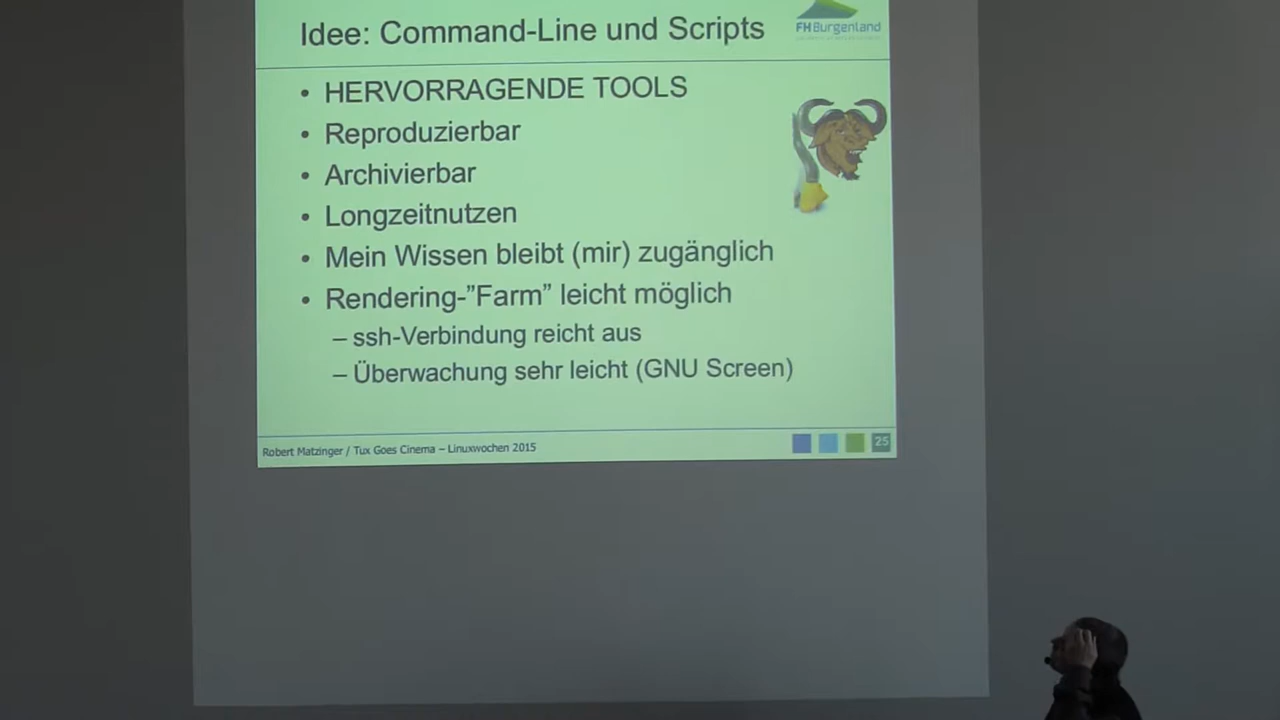 Idee: Command-Line und Scripts
FH Burgenland
• HERVORRAGENDE TOOLS
• Reproduzierbar
• Archivierbar
• Longzeitnutzen
• Mein Wissen bleibt (mir) zugänglich
• Rendering-”Farm” leicht möglich
– ssh-Verbindung reicht aus
– Überwachung sehr leicht (GNU Screen)
Robert Matzinger / Tux Goes Cinema – Linuxwochen 2015
25